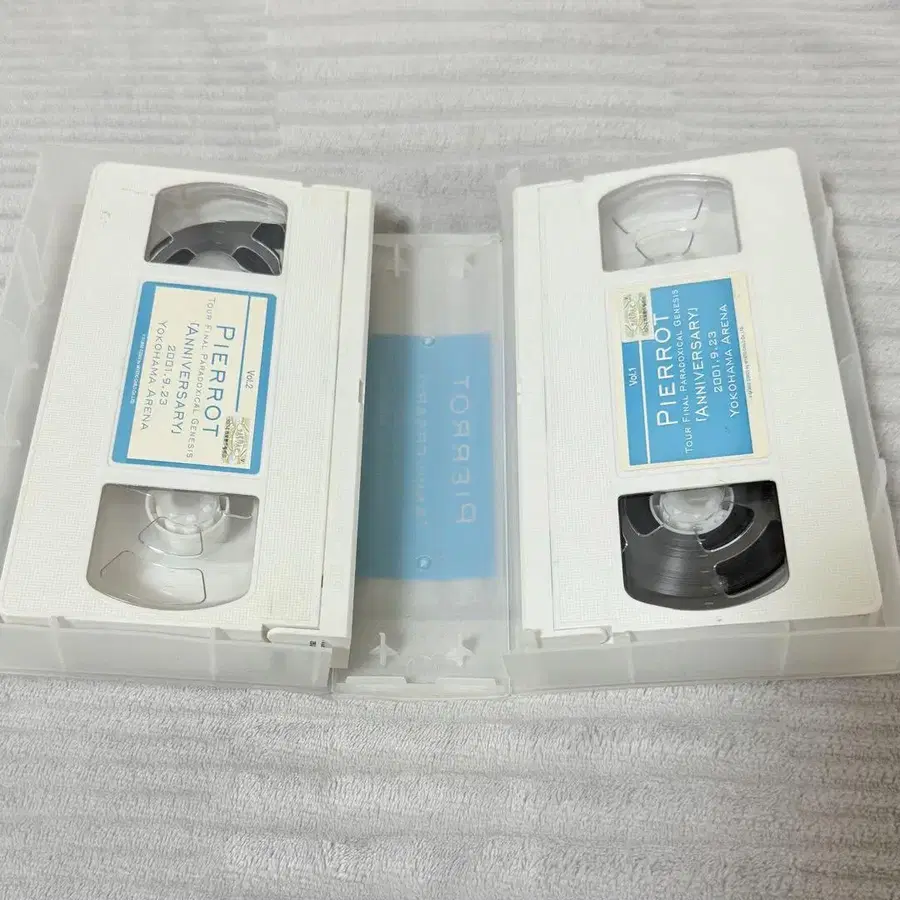 Vol.2
PIERROT
TOUR FINAL PARADOXICAL GENESIS
「ANNIVERSARY」
2001.9.23
YOKOHAMA ARENA
PIERROT
Vol.1
PIERROT
TOUR FINAL PARADOXICAL GENESIS
「ANNIVERSARY」
2001.9.23
YOKOHAMA ARENA